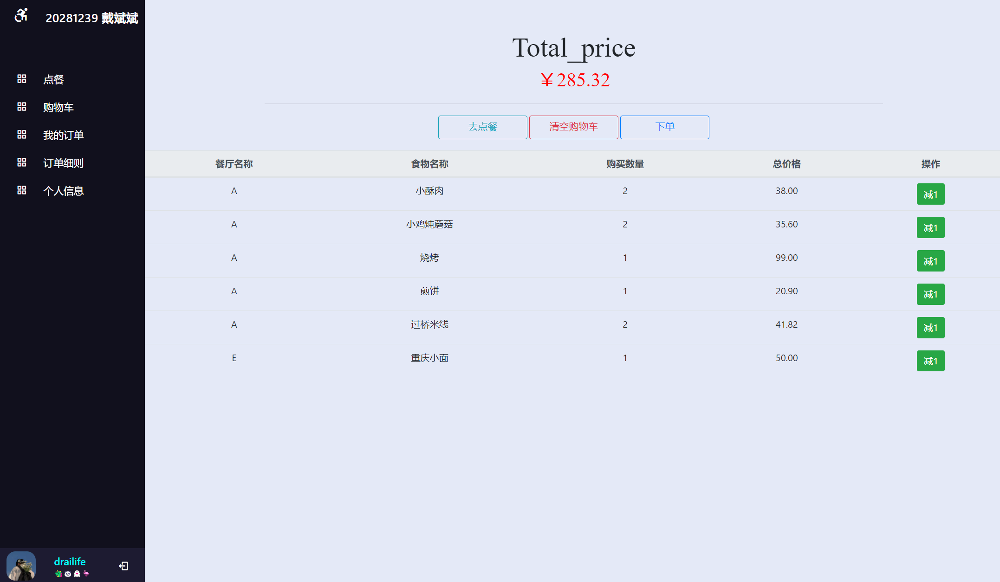 20281239 戴斌斌
点餐
购物车
我的订单
订单细则
个人信息
drailife
Total_price
￥285.32
去点餐 清空购物车 下单
餐厅名称 食物名称 购买数量 总价格 操作
A 小酥肉 2 38.00 减1
A 小鸡炖蘑菇 2 35.60 减1
A 烧烤 1 99.00 减1
A 煎饼 1 20.90 减1
A 过桥米线 2 41.82 减1
E 重庆小面 1 50.00 减1